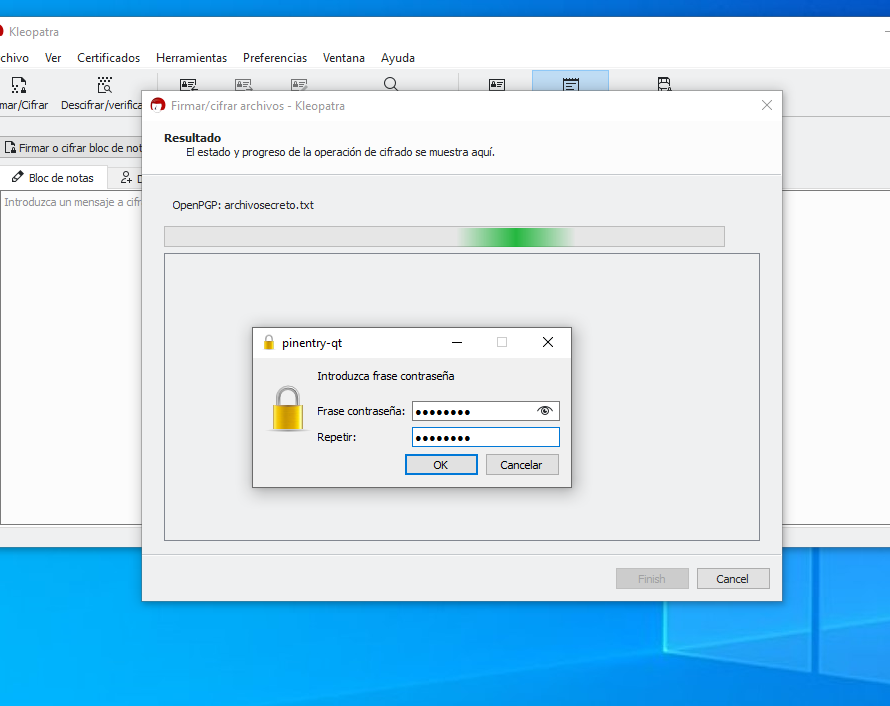 Kleopatra
chivo Ver Certificados Herramientas Preferencias Ventana Ayuda
mar/Cifrar Descifrar/verifica
Firmar/cifrar archivos - Kleopatra
Resultado
El estado y progreso de la operación de cifrado se muestra aquí.
Firmar o cifrar bloc de not
Bloc de notas
Introduzca un mensaje a cifr
OpenPGP: archivosecreto.txt
pinentry-qt
Introduzca frase contraseña
Frase contraseña: ●●●●●●●●
Repetir: ●●●●●●●●
OK Cancelar
Finish Cancel